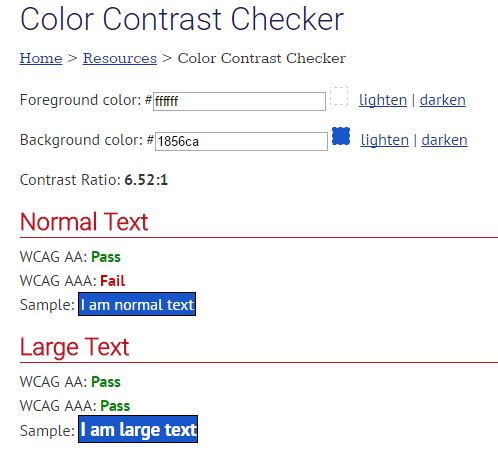 Color Contrast Checker
Home > Resources > Color Contrast Checker
Foreground color: #ffffff lighten | darken
Background color: #1856ca lighten | darken
Contrast Ratio: 6.52:1
Normal Text
WCAG AA: Pass
WCAG AAA: Fail
Sample: I am normal text
Large Text
WCAG AA: Pass
WCAG AAA: Pass
Sample: I am large text